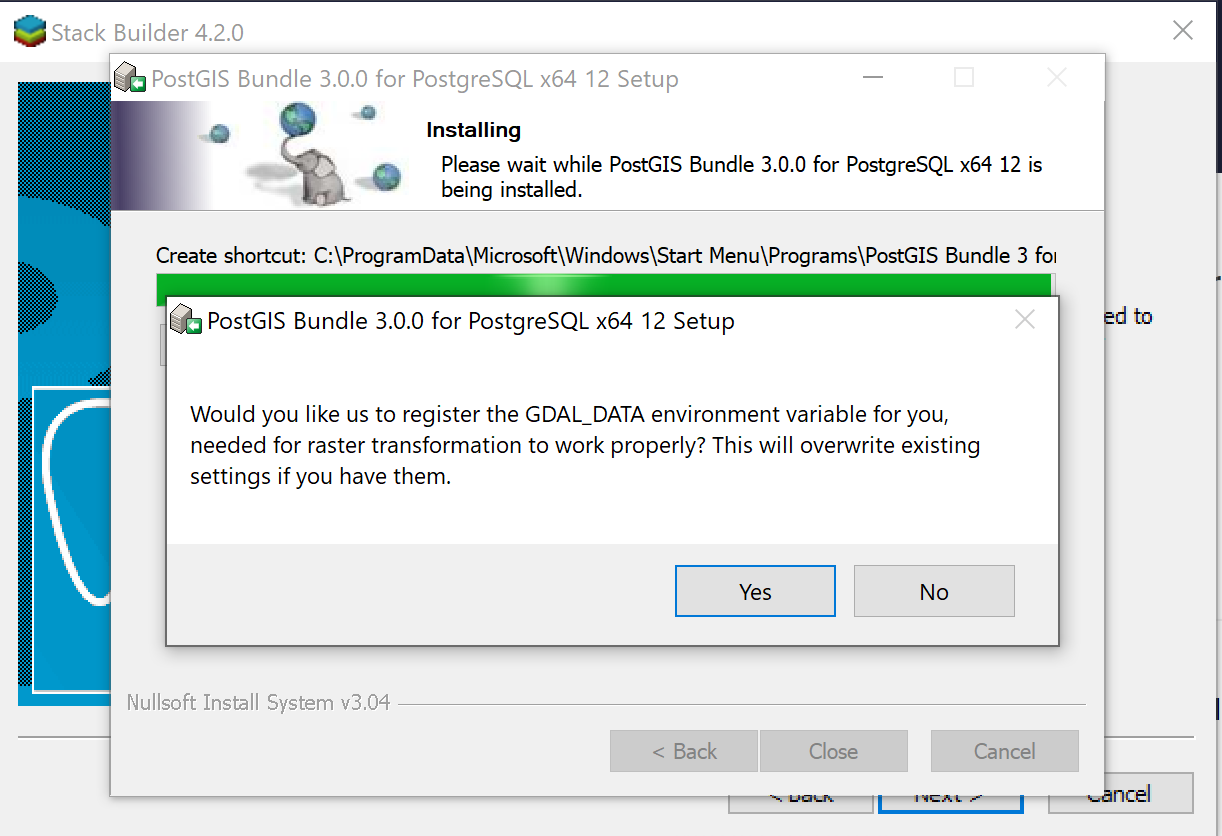 Stack Builder 4.2.0
PostGIS Bundle 3.0.0 for PostgreSQL x64 12 Setup
Installing
Please wait while PostGIS Bundle 3.0.0 for PostgreSQL x64 12 is
being installed.
Create shortcut: C:\ProgramData\Microsoft\Windows\Start Menu\Programs\PostGIS Bundle 3 for
PostGIS Bundle 3.0.0 for PostgreSQL x64 12 Setup
ed to
Would you like us to register the GDAL_DATA environment variable for you,
needed for raster transformation to work properly? This will overwrite existing
settings if you have them.
Yes No
Nullsoft Install System v3.04
< Back Close Cancel
< Back Next > Cancel